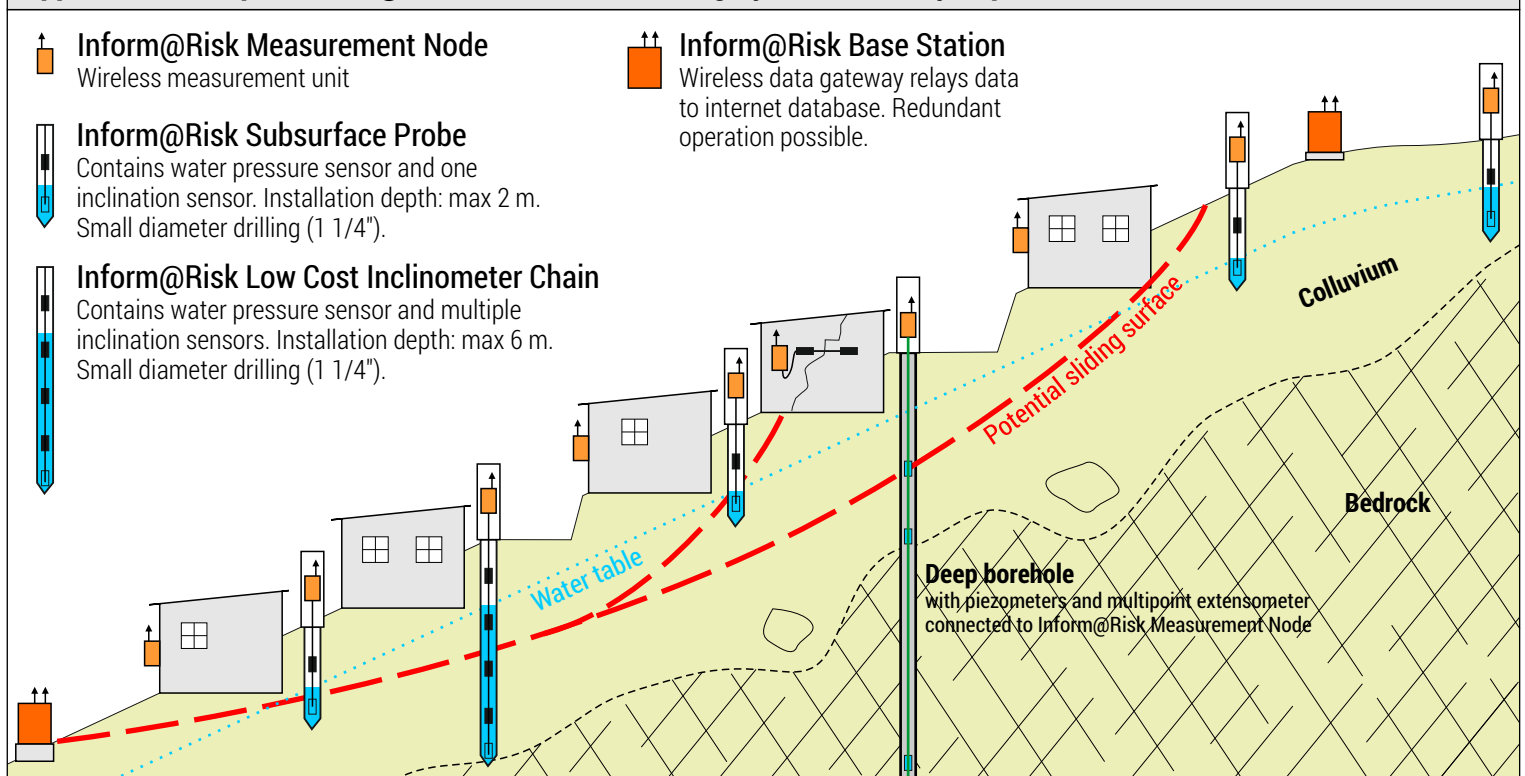 Inform@Risk Measurement Node
Wireless measurement unit
Inform@Risk Subsurface Probe
Contains water pressure sensor and one
inclination sensor. Installation depth: max 2 m.
Small diameter drilling (1 1/4").
Inform@Risk Low Cost Inclinometer Chain
Contains water pressure sensor and multiple
inclination sensors. Installation depth: max 6 m.
Small diameter drilling (1 1/4").
Inform@Risk Base Station
Wireless data gateway relays data
to internet database. Redundant
operation possible.
Colluvium
Potential sliding surface
Bedrock
Water table
Deep borehole
with piezometers and multipoint extensometer
connected to Inform@Risk Measurement Node